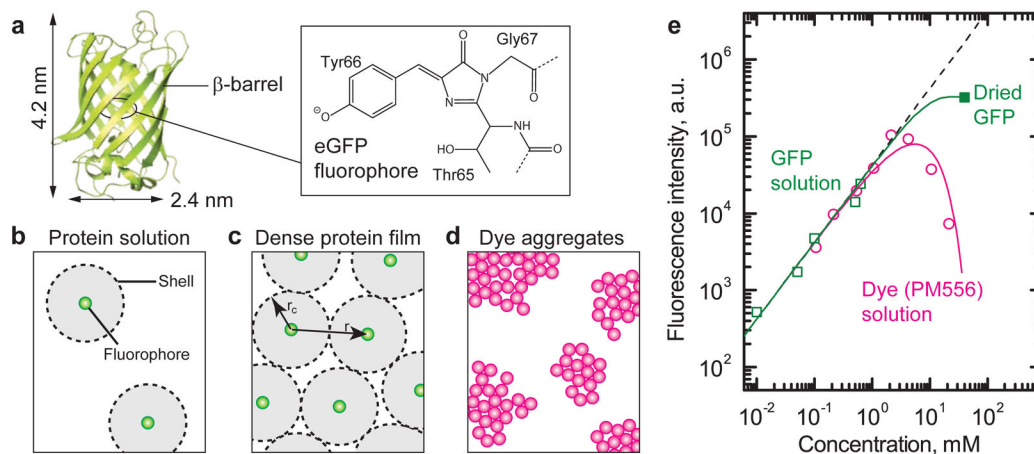 a
4.2 nm
2.4 nm
β-barrel
Tyr66
Gly67
O
N
N
O
⊖
O
NH
O
HO
eGFP
fluorophore
Thr65
b Protein solution
Shell
Fluorophore
c Dense protein film
r_c
r
d Dye aggregates
e
Fluorescence intensity, a.u.
10^6
10^5
10^4
10^3
10^2
Dried
GFP
GFP
solution
Dye (PM556)
solution
10^-2 10^-1 10^0 10^1 10^2
Concentration, mM